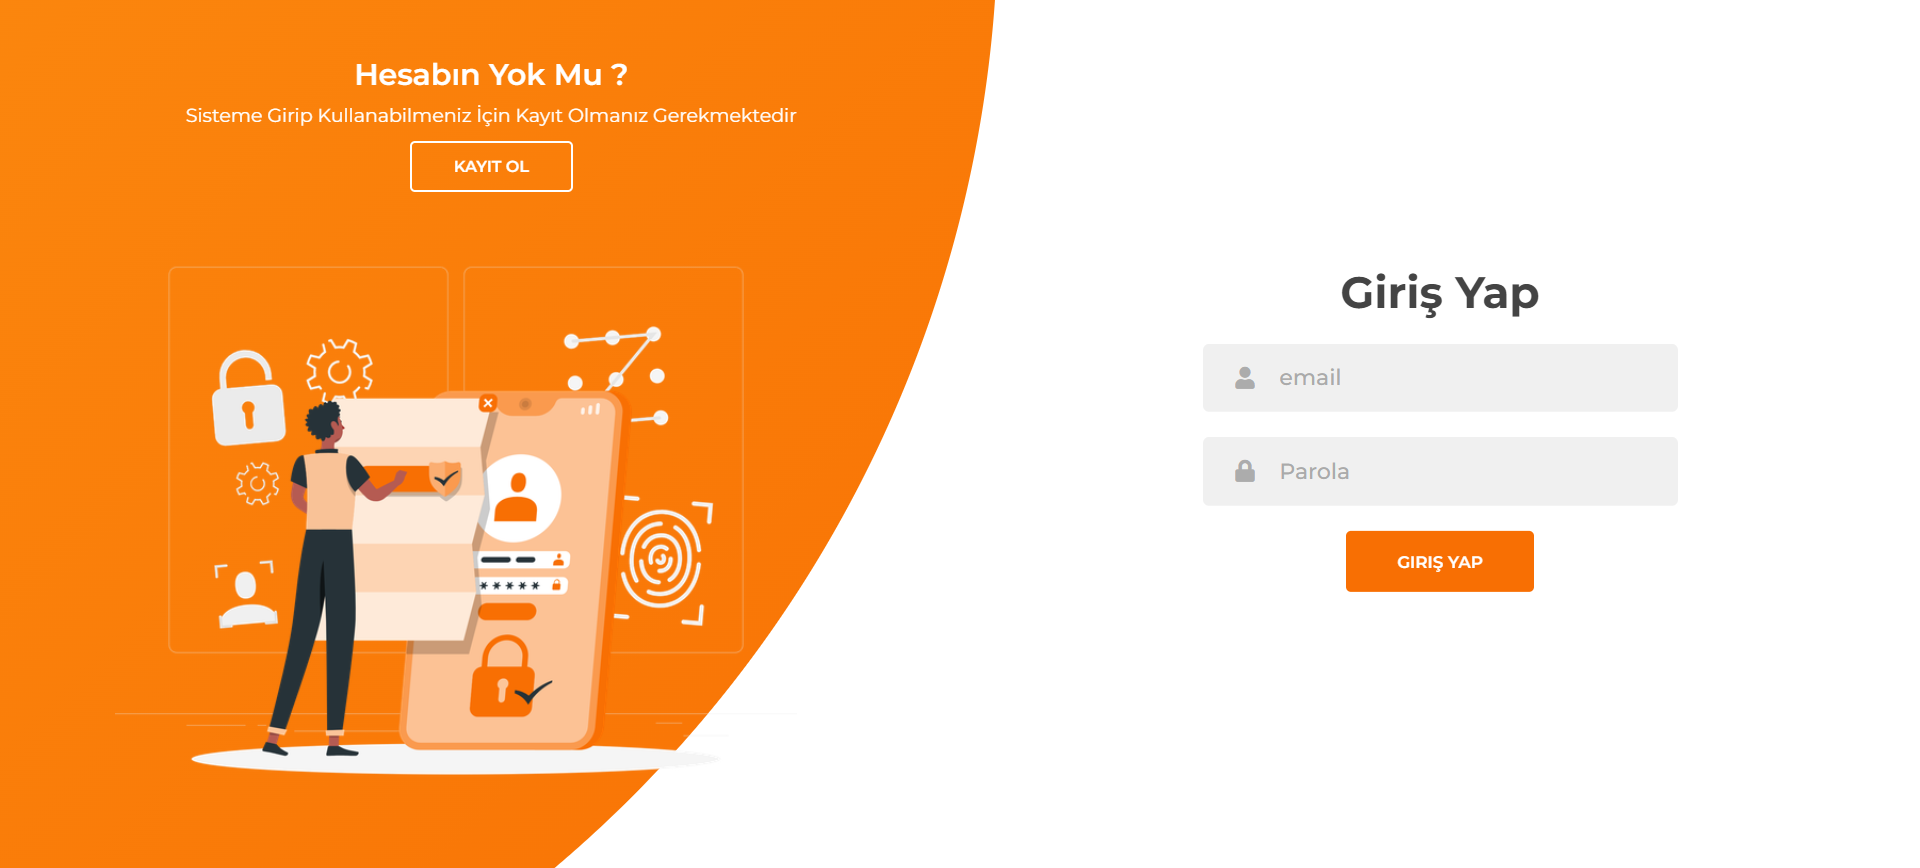 Hesabın Yok Mu ?
Sisteme Girip Kullanabilmeniz İçin Kayıt Olmanız Gerekmektedir
KAYIT OL
Giriş Yap
email
Parola
GIRIŞ YAP